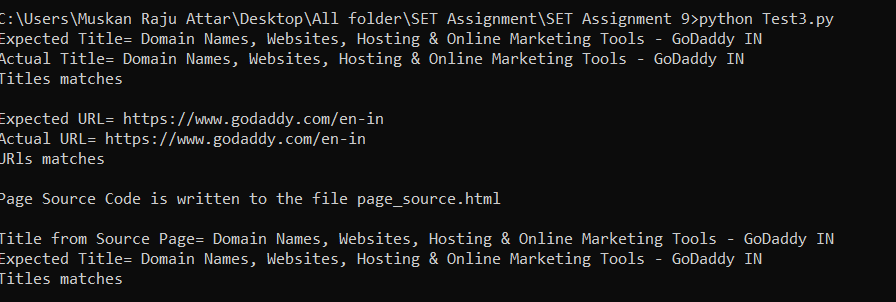 C:\Users\Muskan Raju Attar\Desktop\All folder\SET Assignment\SET Assignment 9>python Test3.py
Expected Title= Domain Names, Websites, Hosting & Online Marketing Tools - GoDaddy IN
Actual Title= Domain Names, Websites, Hosting & Online Marketing Tools - GoDaddy IN
Titles matches
Expected URL= https://www.godaddy.com/en-in
Actual URL= https://www.godaddy.com/en-in
URls matches
Page Source Code is written to the file page_source.html
Title from Source Page= Domain Names, Websites, Hosting & Online Marketing Tools - GoDaddy IN
Expected Title= Domain Names, Websites, Hosting & Online Marketing Tools - GoDaddy IN
Titles matches